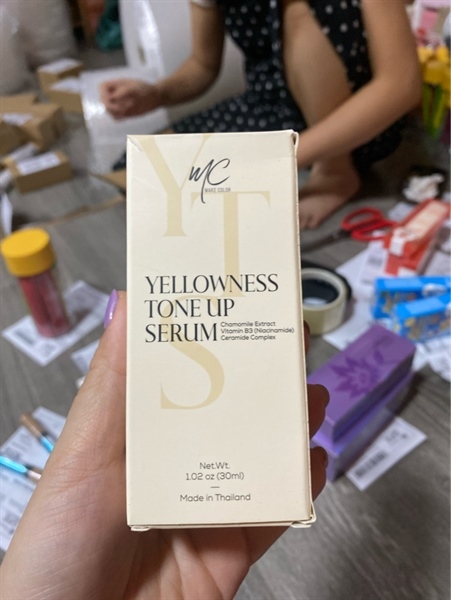 MC
MAKE COLOR
YTS
YELLOWNESS
TONE UP
SERUM
Chamomile Extract
Vitamin B3 (Niacinamide)
Ceramide Complex
Net.Wt.
1.02 oz (30ml)
Made in Thailand